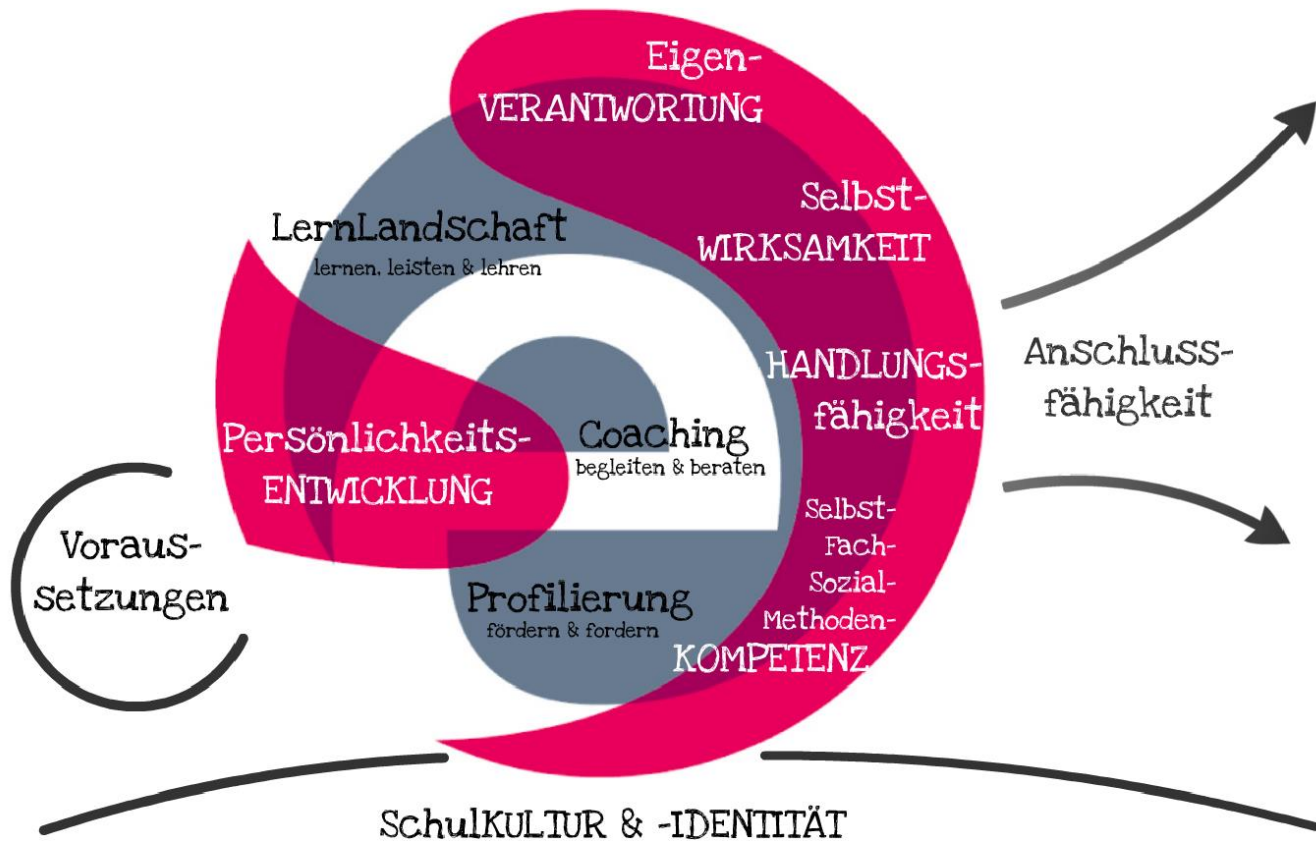 Eigen-
VERANTWORTUNG
Selbst-
WIRKSAMKEIT
LernLandschaft
lernen, leisten & lehren
HANDLUNGS-
fähigkeit
Anschluss-
fähigkeit
Persönlichkeits-
ENTWICKLUNG
Coaching
begleiten & beraten
Voraus-
setzungen
Selbst-
Fach-
Sozial-
Methoden-
KOMPETENZ
Profilierung
fördern & fordern
SchulKULTUR & -IDENTITÄT